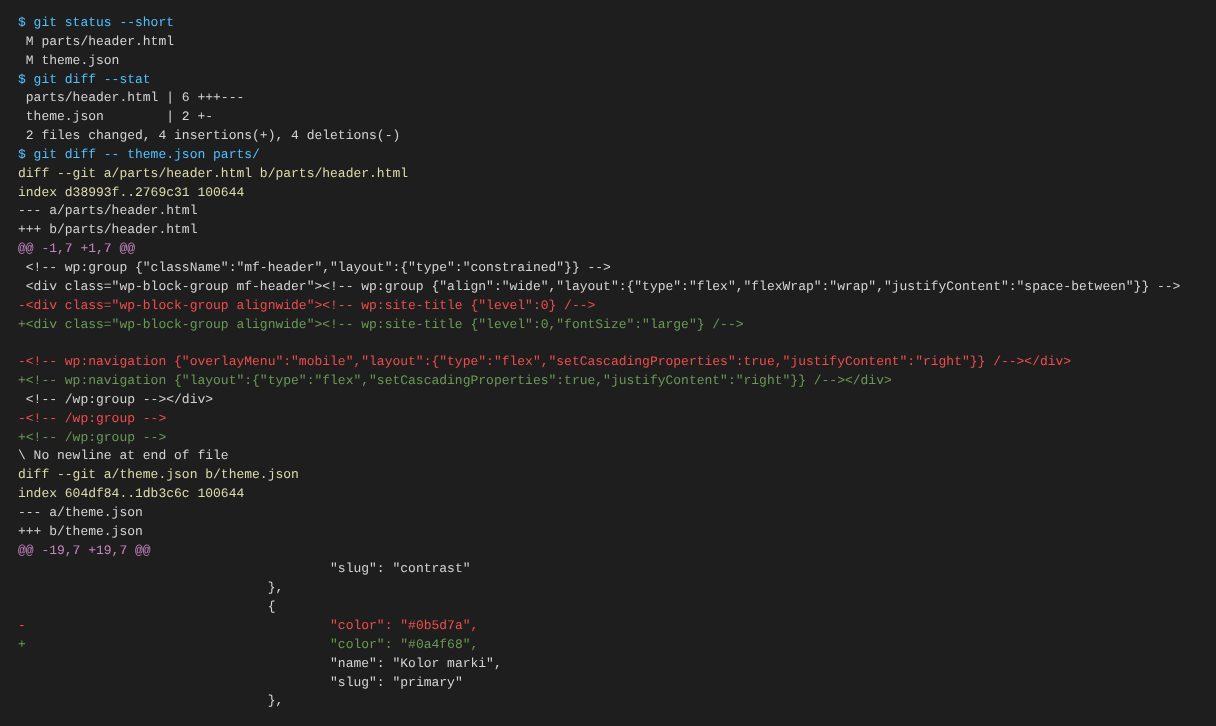 $ git status --short
 M parts/header.html
 M theme.json
$ git diff --stat
 parts/header.html | 6 +++---
 theme.json        | 2 +-
 2 files changed, 4 insertions(+), 4 deletions(-)
$ git diff -- theme.json parts/
diff --git a/parts/header.html b/parts/header.html
index d38993f..2769c31 100644
--- a/parts/header.html
+++ b/parts/header.html
@@ -1,7 +1,7 @@
 <!-- wp:group {"className":"mf-header","layout":{"type":"constrained"}} -->
 <div class="wp-block-group mf-header"><!-- wp:group {"align":"wide","layout":{"type":"flex","flexWrap":"wrap","justifyContent":"space-between"}} -->
-<div class="wp-block-group alignwide"><!-- wp:site-title {"level":0} /-->
+<div class="wp-block-group alignwide"><!-- wp:site-title {"level":0,"fontSize":"large"} /-->

-<!-- wp:navigation {"overlayMenu":"mobile","layout":{"type":"flex","setCascadingProperties":true,"justifyContent":"right"}} /--></div>
+<!-- wp:navigation {"layout":{"type":"flex","setCascadingProperties":true,"justifyContent":"right"}} /--></div>
 <!-- /wp:group --></div>
-<!-- /wp:group -->
+<!-- /wp:group -->
\ No newline at end of file
diff --git a/theme.json b/theme.json
index 604df84..1db3c6c 100644
--- a/theme.json
+++ b/theme.json
@@ -19,7 +19,7 @@
                                        "slug": "contrast"
                                },
                                {
-                                       "color": "#0b5d7a",
+                                       "color": "#0a4f68",
                                        "name": "Kolor marki",
                                        "slug": "primary"
                                },